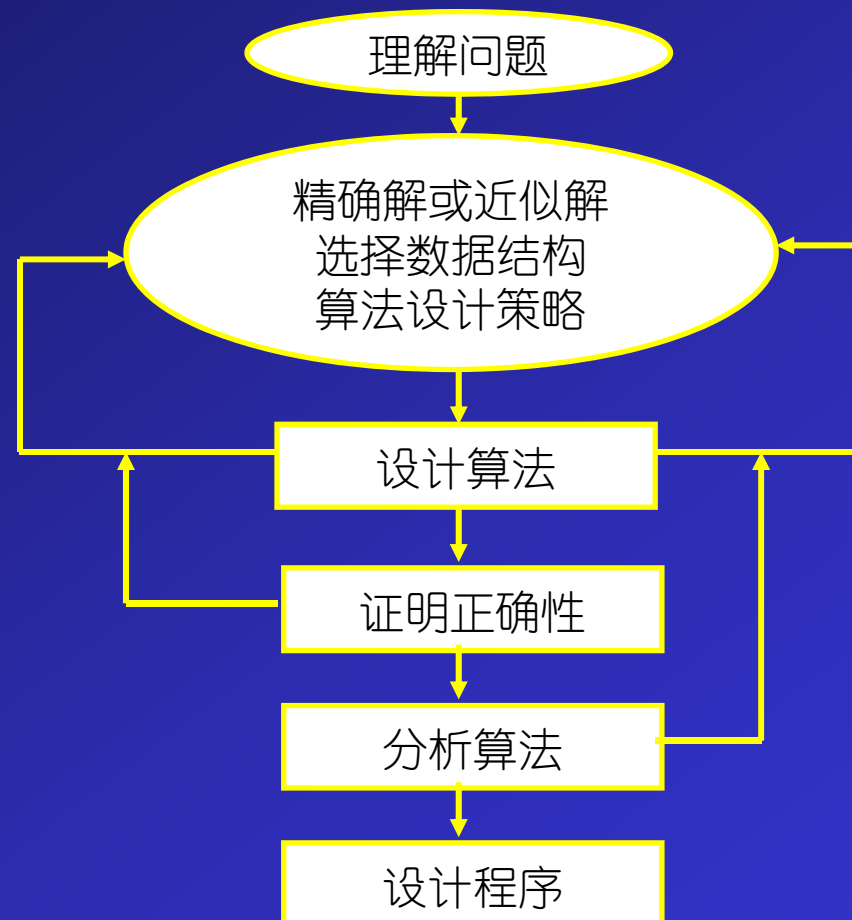 理解问题
精确解或近似解
选择数据结构
算法设计策略
设计算法
证明正确性
分析算法
设计程序